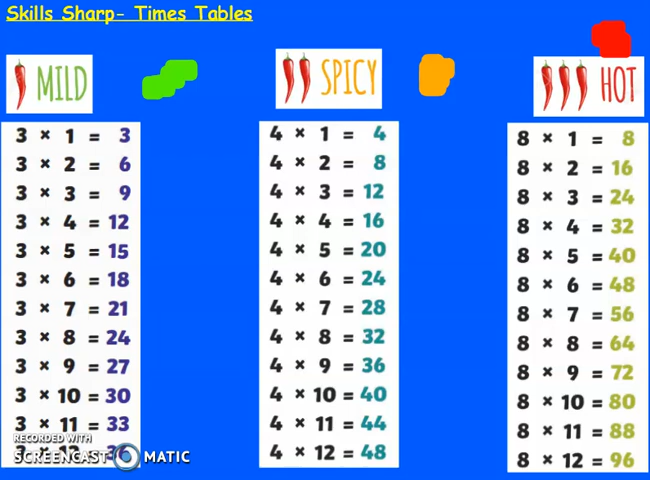 Skills Sharp- Times Tables
MILD
3 × 1 = 3
3 × 2 = 6
3 × 3 = 9
3 × 4 = 12
3 × 5 = 15
3 × 6 = 18
3 × 7 = 21
3 × 8 = 24
3 × 9 = 27
3 × 10 = 30
3 × 11 = 33
3 × 12 = 36
SPICY
4 × 1 = 4
4 × 2 = 8
4 × 3 = 12
4 × 4 = 16
4 × 5 = 20
4 × 6 = 24
4 × 7 = 28
4 × 8 = 32
4 × 9 = 36
4 × 10 = 40
4 × 11 = 44
4 × 12 = 48
HOT
8 × 1 = 8
8 × 2 = 16
8 × 3 = 24
8 × 4 = 32
8 × 5 = 40
8 × 6 = 48
8 × 7 = 56
8 × 8 = 64
8 × 9 = 72
8 × 10 = 80
8 × 11 = 88
8 × 12 = 96
RECORDED WITH
SCREENCAST MATIC